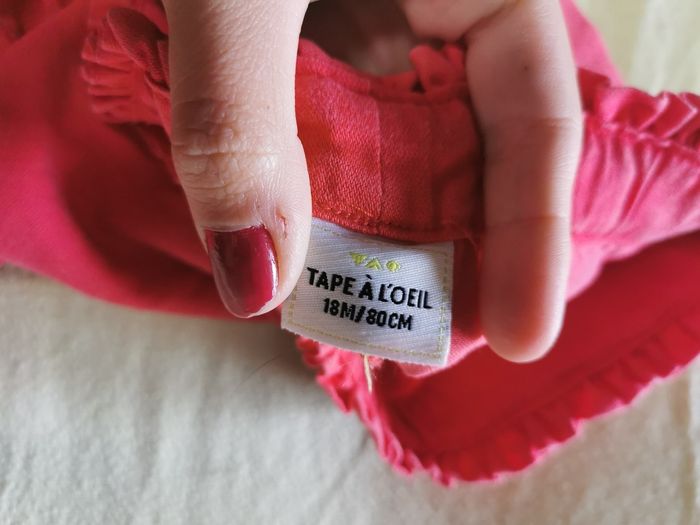 TAO
TAPE À L'OEIL
18M/80CM